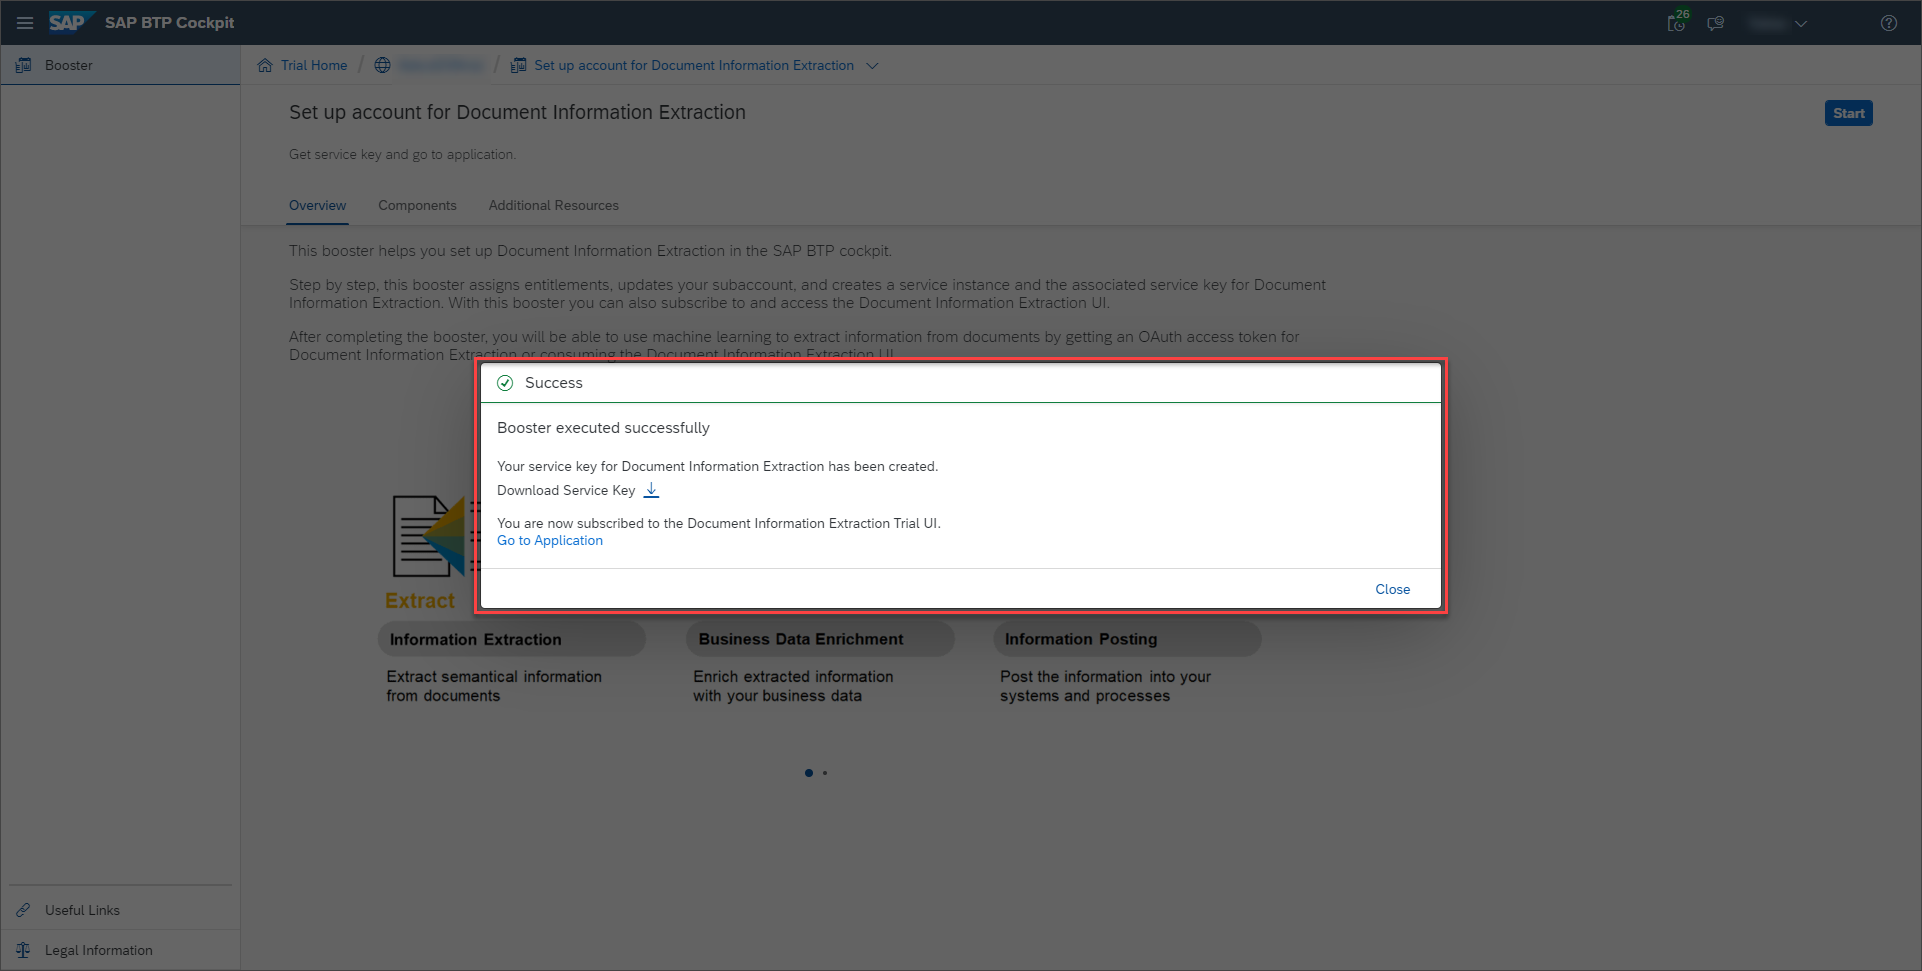 SAP SAP BTP Cockpit
26
Booster
Trial Home / / Set up account for Document Information Extraction
Set up account for Document Information Extraction
Start
Get service key and go to application.
Overview Components Additional Resources
This booster helps you set up Document Information Extraction in the SAP BTP cockpit.
Step by step, this booster assigns entitlements, updates your subaccount, and creates a service instance and the associated service key for Document
Information Extraction. With this booster you can also subscribe to and access the Document Information Extraction UI.
After completing the booster, you will be able to use machine learning to extract information from documents by getting an OAuth access token for
Document Information Extraction or consuming the Document Information Extraction UI
Success
Booster executed successfully
Your service key for Document Information Extraction has been created.
Download Service Key
You are now subscribed to the Document Information Extraction Trial UI.
Go to Application
Close
Extract
Information Extraction
Extract semantical information
from documents
Business Data Enrichment
Enrich extracted information
with your business data
Information Posting
Post the information into your
systems and processes
Useful Links
Legal Information